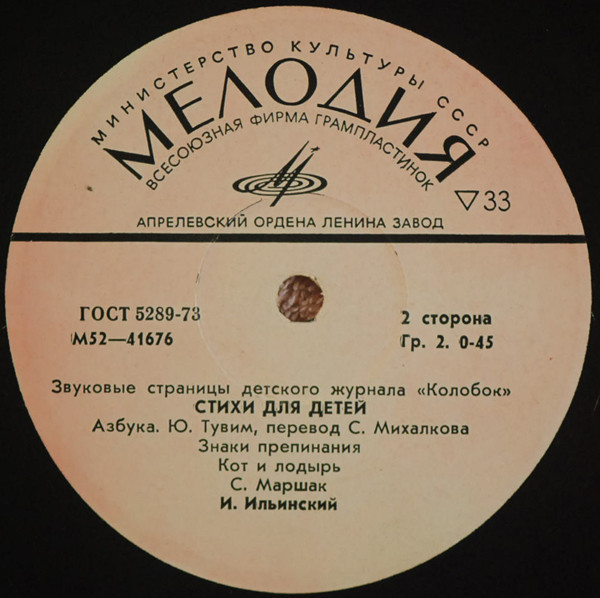 МИНИСТЕРСТВО КУЛЬТУРЫ СССР
МЕЛОДИЯ
ВСЕСОЮЗНАЯ ФИРМА ГРАМПЛАСТИНОК
33
АПРЕЛЕВСКИЙ ОРДЕНА ЛЕНИНА ЗАВОД
ГОСТ 5289-73
2 сторона
М52—41676
Гр. 2. 0-45
Звуковые страницы детского журнала «Колобок»
СТИХИ ДЛЯ ДЕТЕЙ
Азбука. Ю. Тувим, перевод С. Михалкова
Знаки препинания
Кот и лодырь
С. Маршак
И. Ильинский